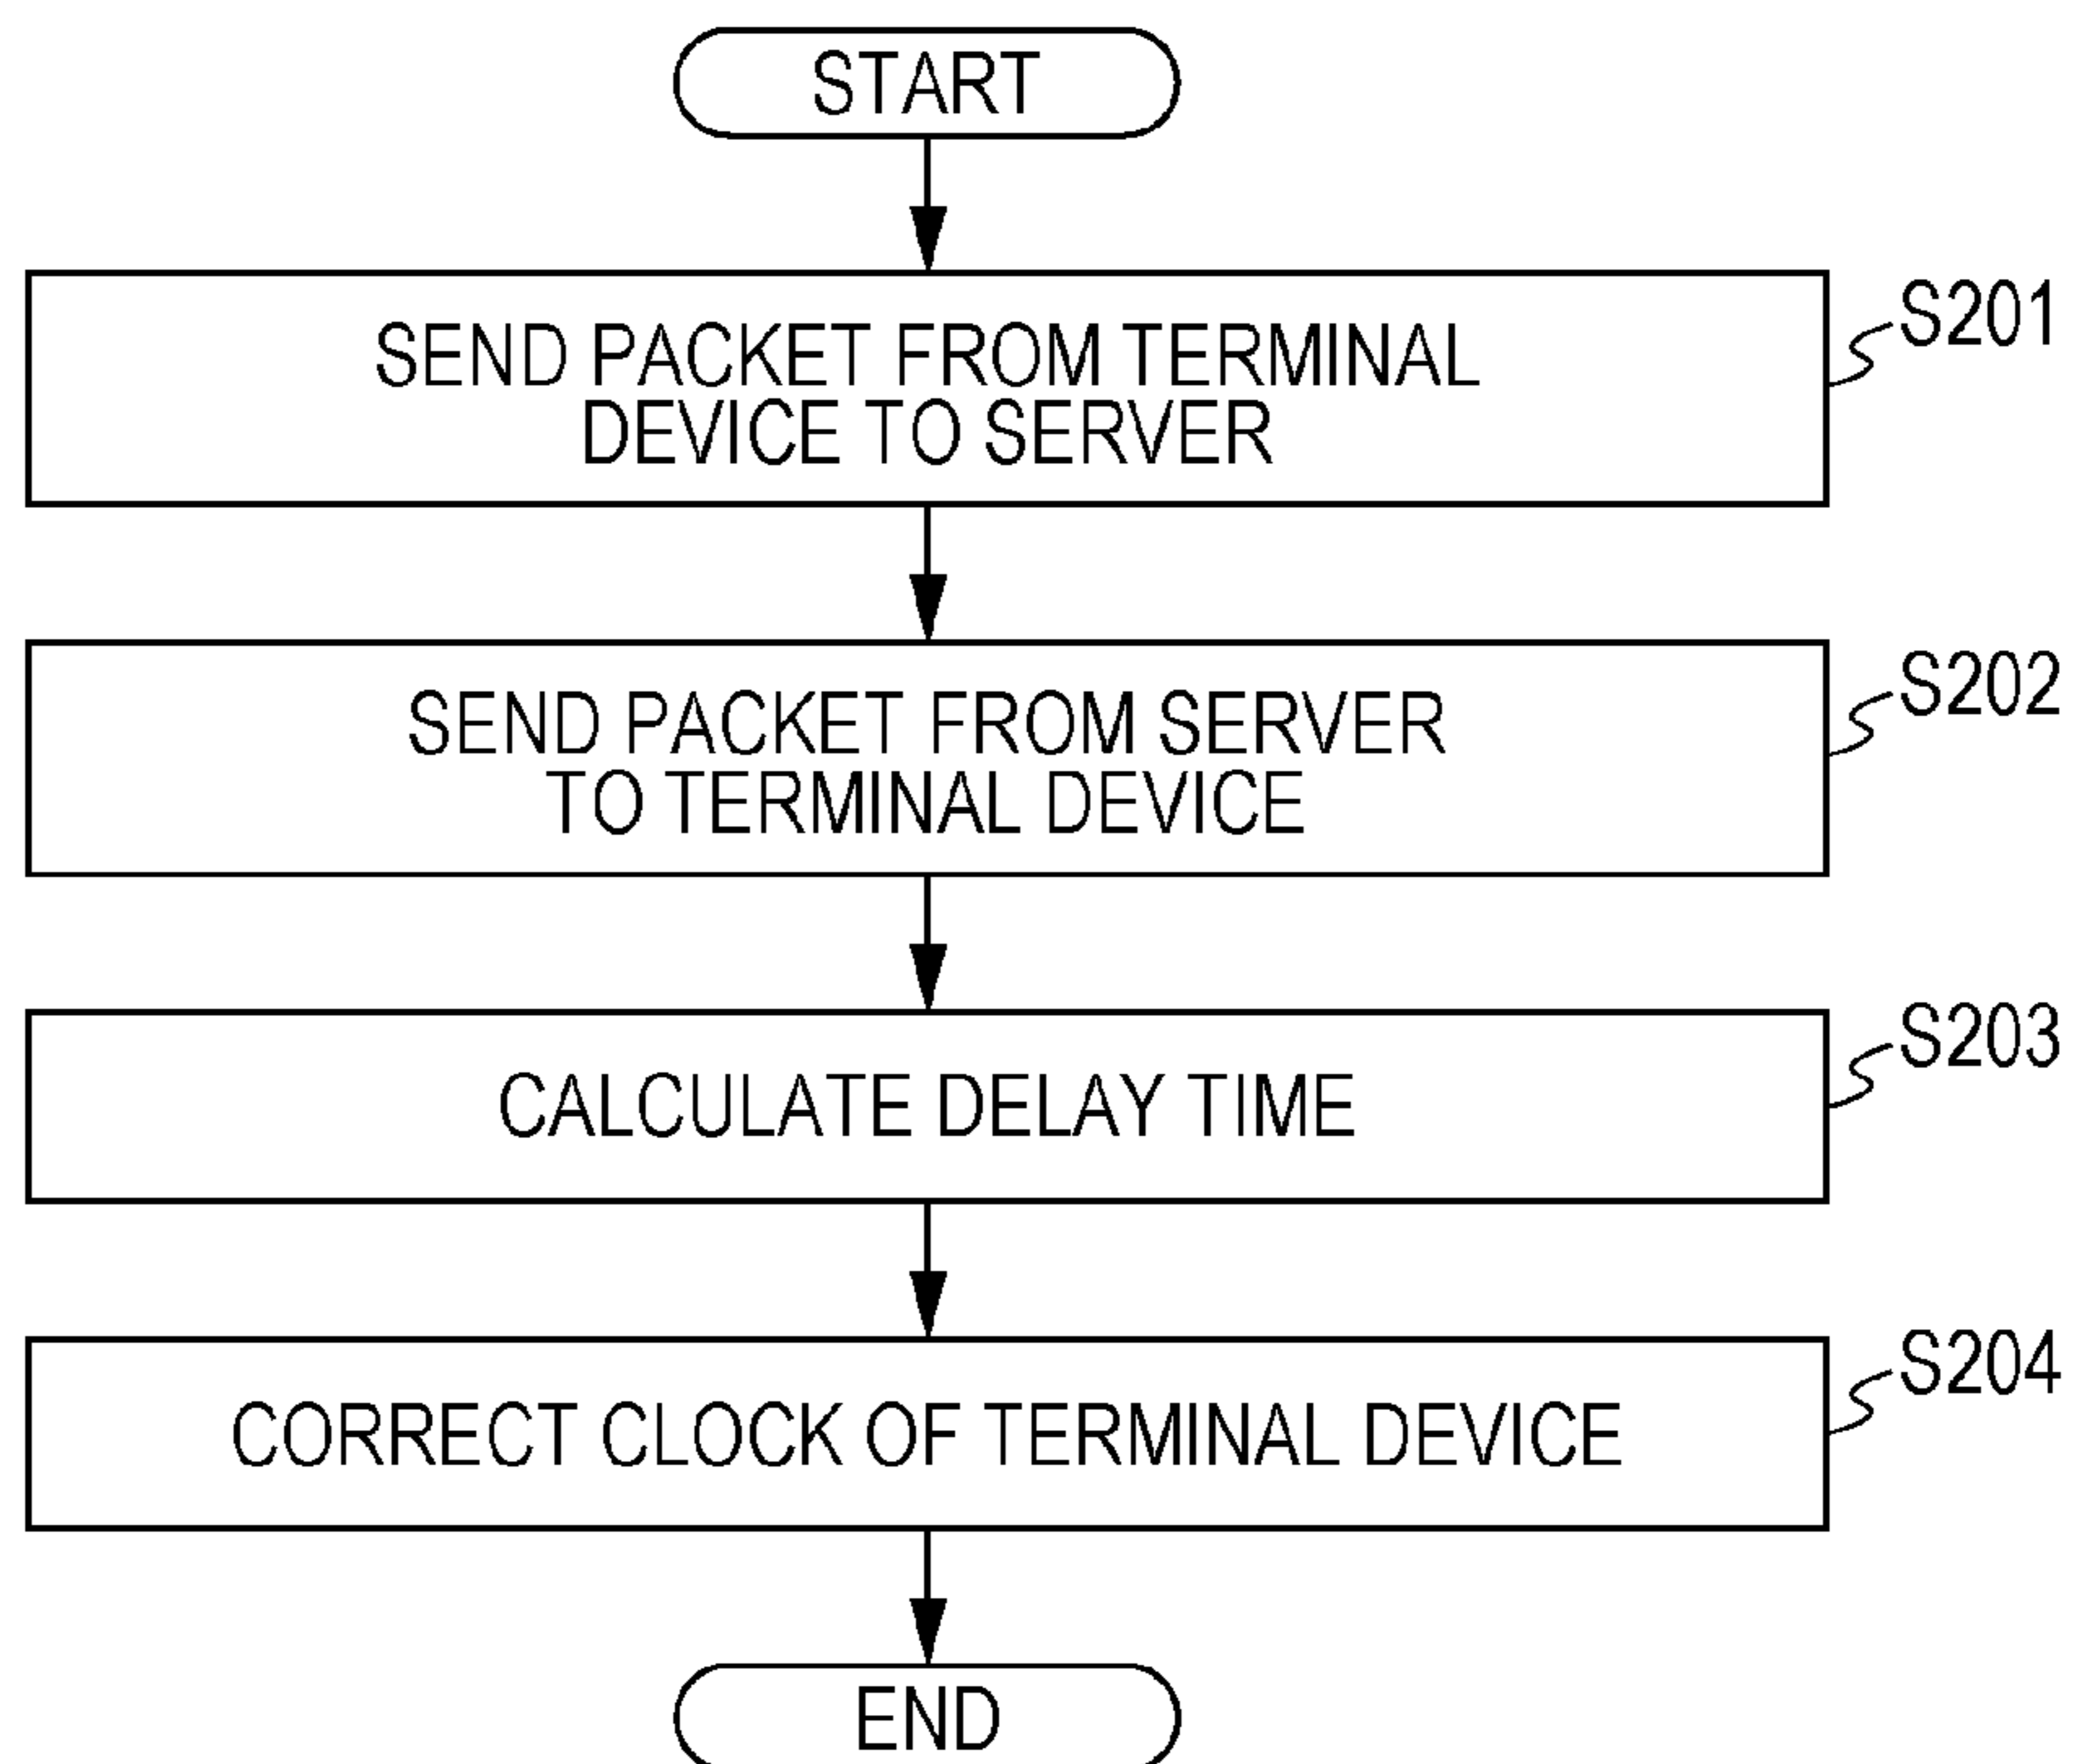 START
SEND PACKET FROM TERMINAL
DEVICE TO SERVER
S201
SEND PACKET FROM SERVER
TO TERMINAL DEVICE
S202
CALCULATE DELAY TIME
S203
CORRECT CLOCK OF TERMINAL DEVICE
S204
END